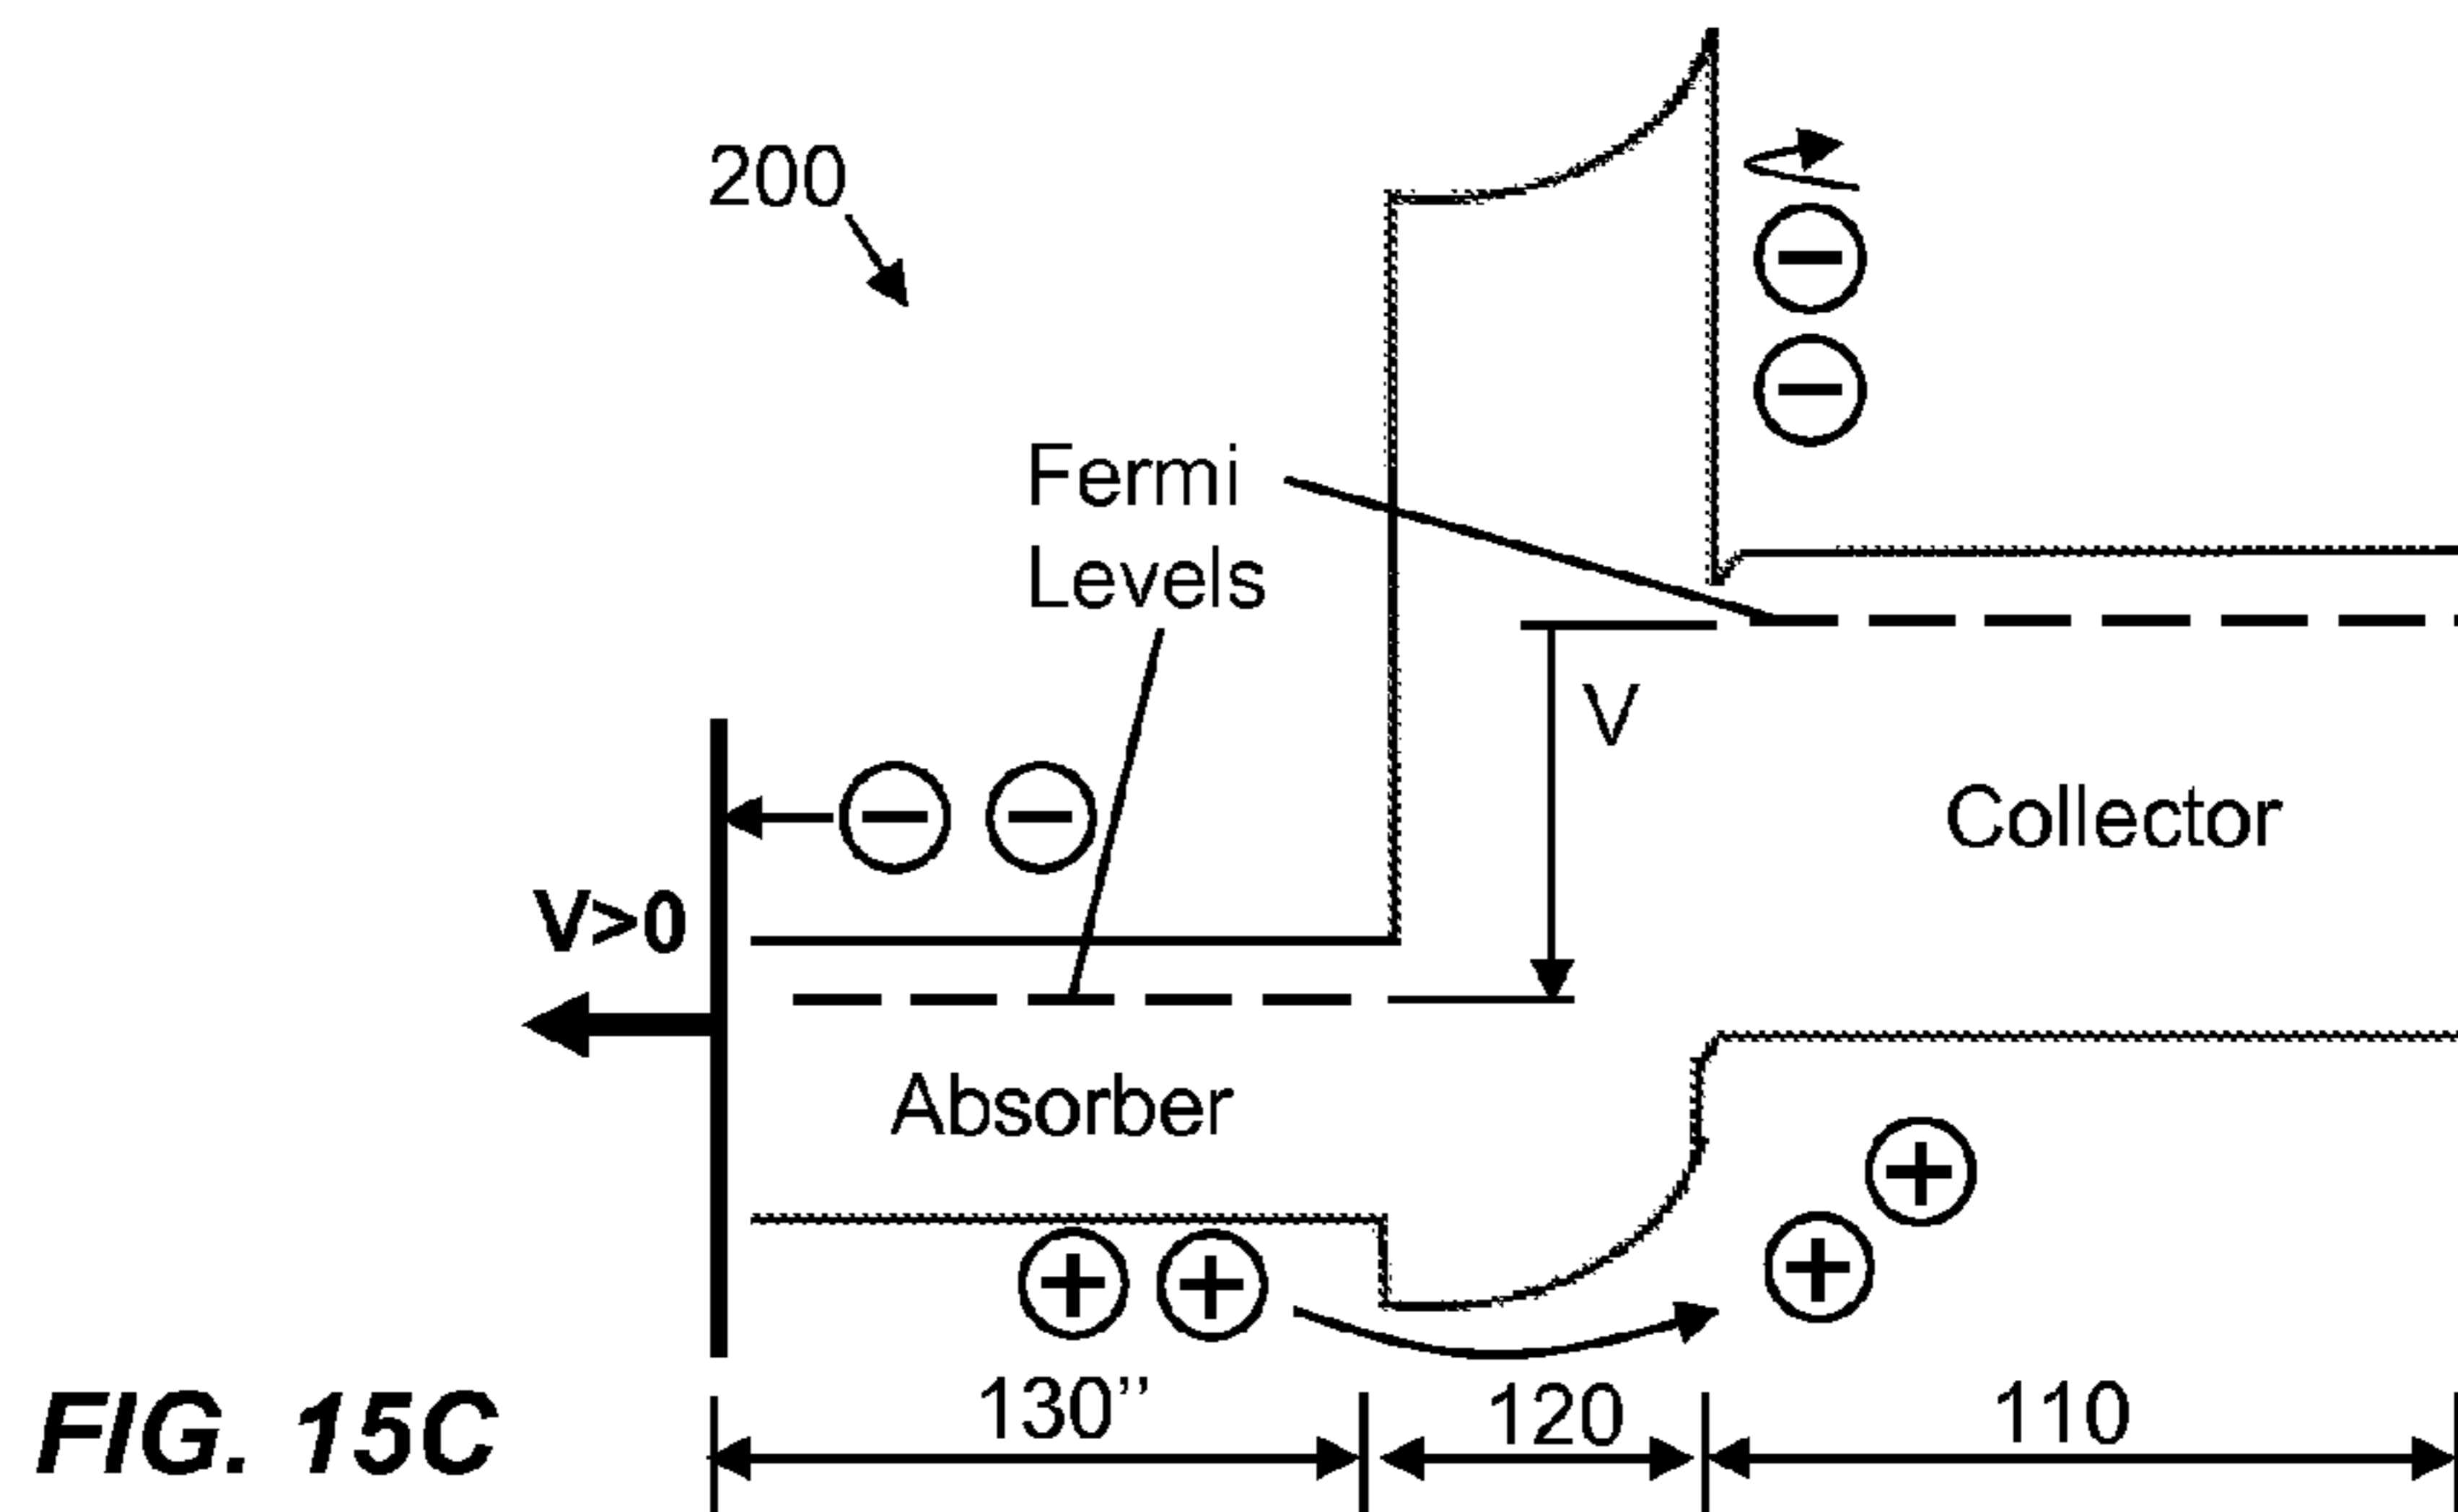 200
Fermi
Levels
V
Collector
V>0
Absorber
130’’
120
110
FIG. 15C